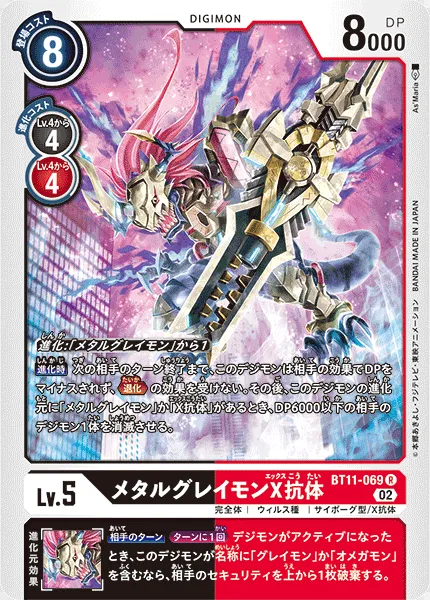 DIGIMON
登場コスト
8
8000
DP
進化コスト
Lv.4から
4
Lv.4から
4
As'Maria
© 本郷あきよし・フジテレビ・東映アニメーション BANDAI MADE IN JAPAN
進化:「メタルグレイモン」から1
進化時 次の相手のターン終了まで、このデジモンは相手の効果でDPを
マイナスされず、退化の効果を受けない。その後、このデジモンの進化
元に「メタルグレイモン」か「X抗体」があるとき、DP6000以下の相手の
デジモン1体を消滅させる。
Lv.5
メタルグレイモンX抗体
BT11-069 R
02
完全体 | ウィルス種 | サイボーグ型/X抗体
進化元効果
相手のターン ターンに1回 デジモンがアクティブになった
とき、このデジモンが名称に「グレイモン」か「オメガモン」
を含むなら、相手のセキュリティを上から1枚破棄する。